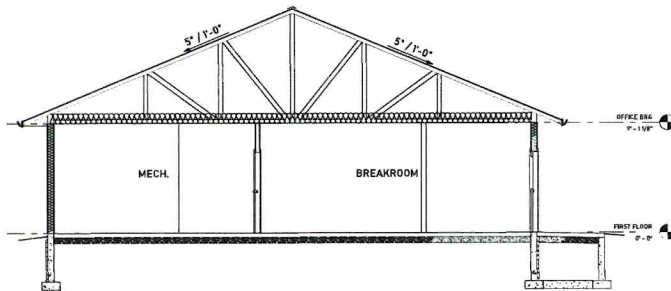 5" / 1'-0"
5" / 1'-0"
OFFICE BRG
9' - 1 1/8"
MECH.
BREAKROOM
FIRST FLOOR
0' - 0"